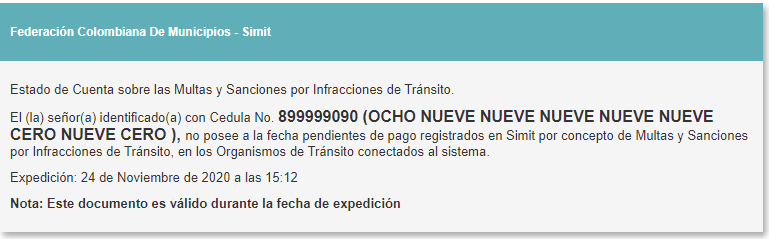 Federación Colombiana De Municipios - Simit
Estado de Cuenta sobre las Multas y Sanciones por Infracciones de Tránsito.
El (la) señor(a) identificado(a) con Cedula No. 899999090 (OCHO NUEVE NUEVE NUEVE NUEVE NUEVE
CERO NUEVE CERO ), no posee a la fecha pendientes de pago registrados en Simit por concepto de Multas y Sanciones
por Infracciones de Tránsito, en los Organismos de Tránsito conectados al sistema.
Expedición: 24 de Noviembre de 2020 a las 15:12
Nota: Este documento es válido durante la fecha de expedición